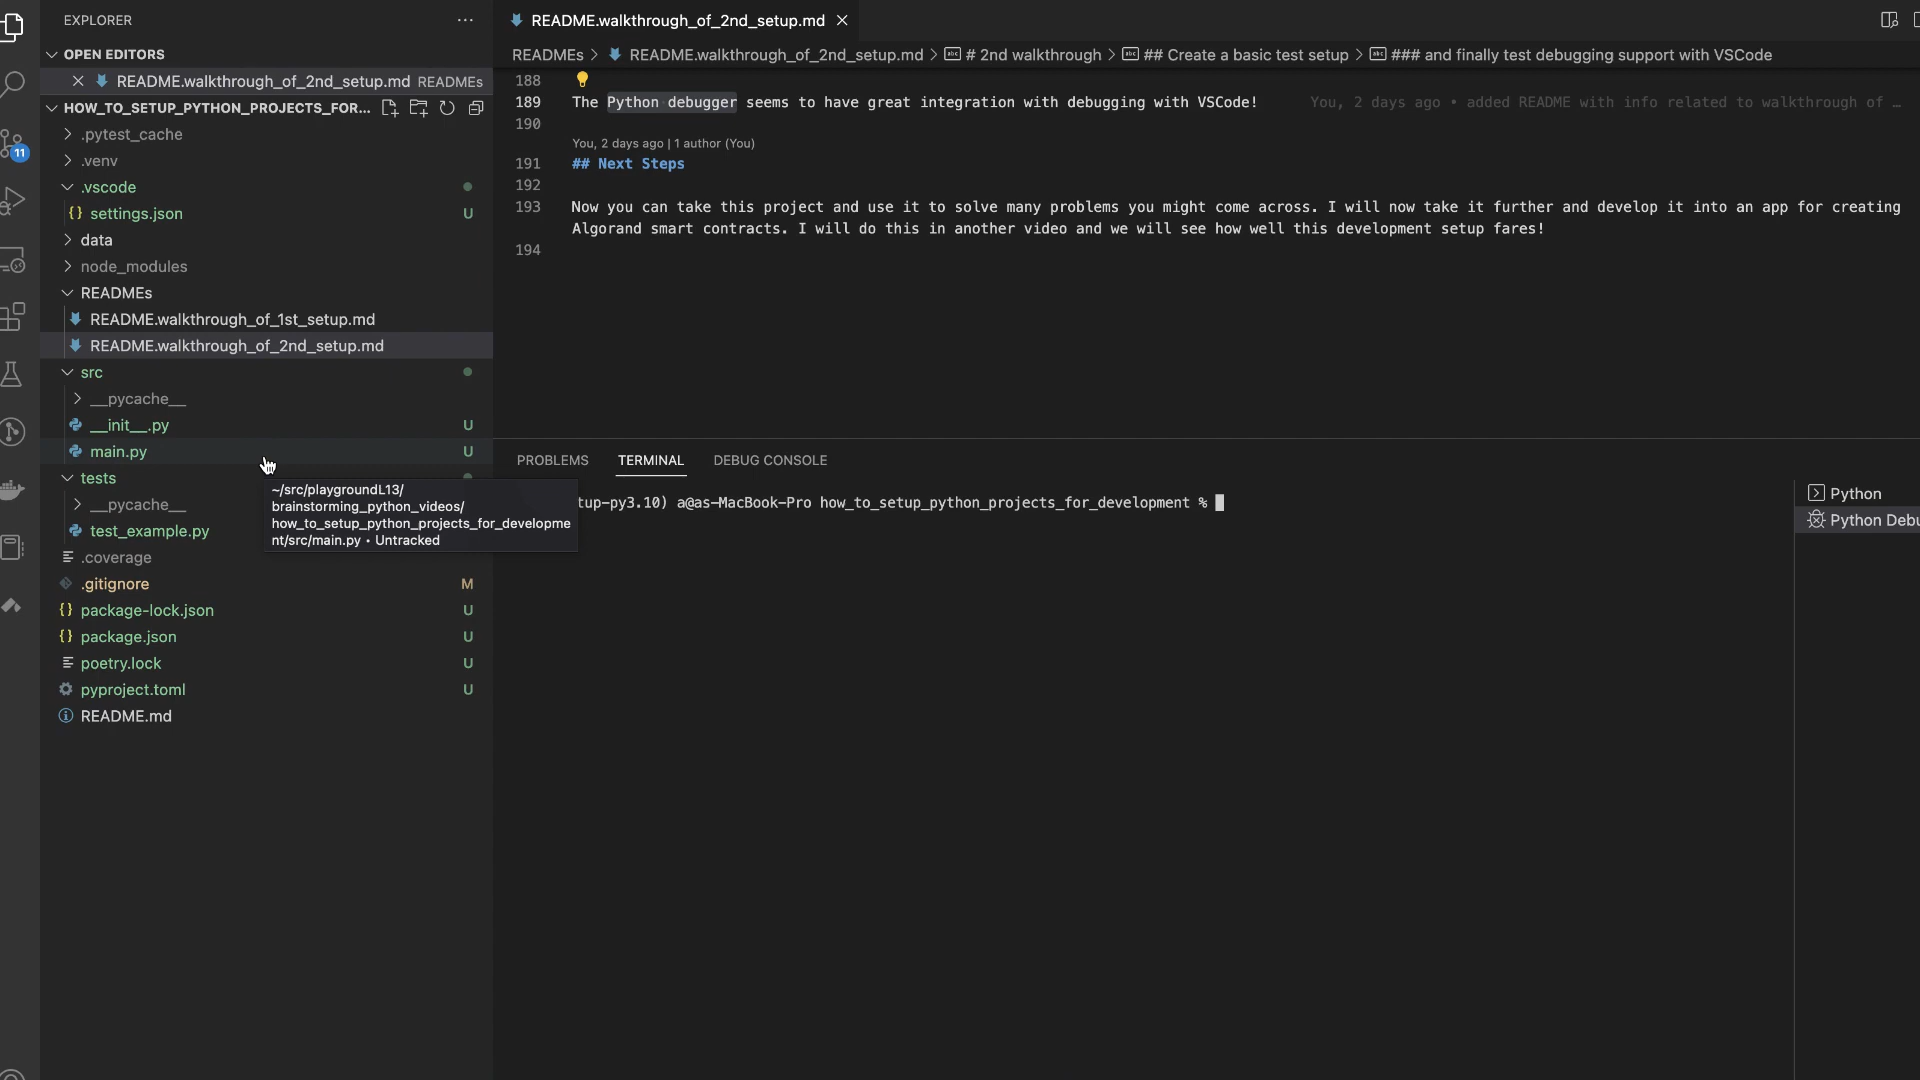 EXPLORER
OPEN EDITORS
README.walkthrough_of_2nd_setup.md READMEs
HOW_TO_SETUP_PYTHON_PROJECTS_FOR...
.pytest_cache
.venv
11
.vscode
settings.json U
data
node_modules
READMEs
README.walkthrough_of_1st_setup.md
README.walkthrough_of_2nd_setup.md
src
__pycache__
__init__.py U
main.py U
tests
__pycache__
test_example.py
.coverage
.gitignore M
package-lock.json U
package.json U
poetry.lock U
pyproject.toml U
README.md
~/src/playgroundL13/
brainstorming_python_videos/
how_to_setup_python_projects_for_developme
nt/src/main.py • Untracked
README.walkthrough_of_2nd_setup.md
READMEs > README.walkthrough_of_2nd_setup.md > # 2nd walkthrough > ## Create a basic test setup > ### and finally test debugging support with VSCode
188
189 The Python debugger seems to have great integration with debugging with VSCode! You, 2 days ago • added README with info related to walkthrough of …
190
You, 2 days ago | 1 author (You)
191 ## Next Steps
192
193 Now you can take this project and use it to solve many problems you might come across. I will now take it further and develop it into an app for creating
Algorand smart contracts. I will do this in another video and we will see how well this development setup fares!
194
PROBLEMS TERMINAL DEBUG CONSOLE
tup-py3.10) a@as-MacBook-Pro how_to_setup_python_projects_for_development %
Python
Python Debu